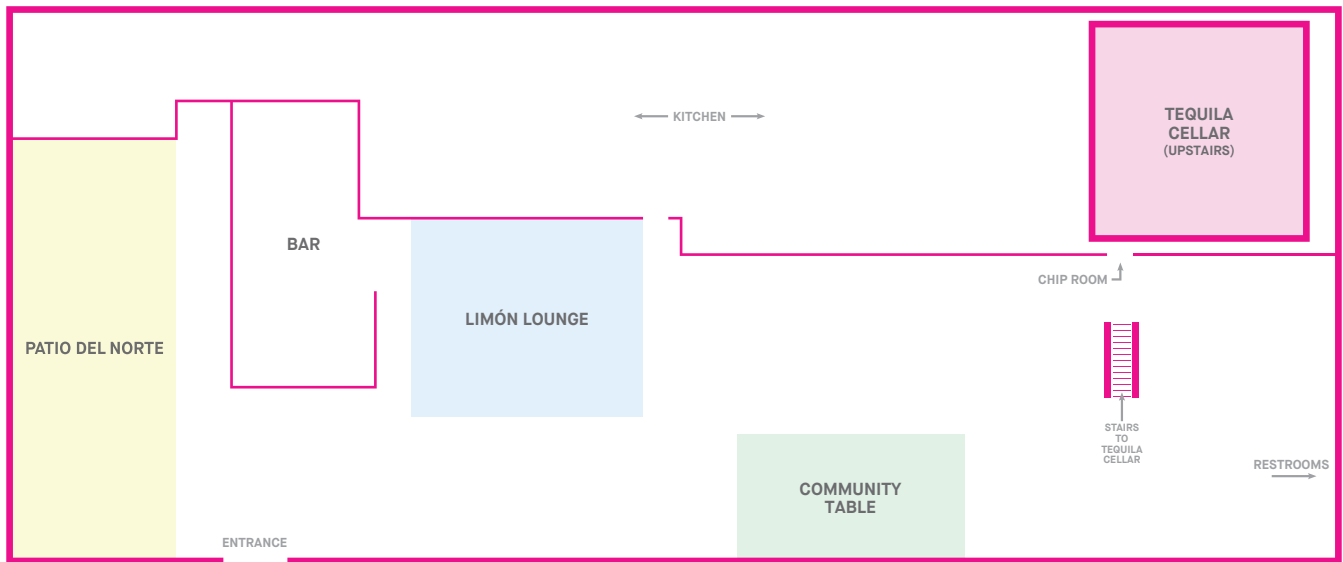 KITCHEN
TEQUILA
CELLAR
(UPSTAIRS)
BAR
CHIP ROOM
LIMÓN LOUNGE
PATIO DEL NORTE
STAIRS
TO
TEQUILA
CELLAR
RESTROOMS
COMMUNITY
TABLE
ENTRANCE